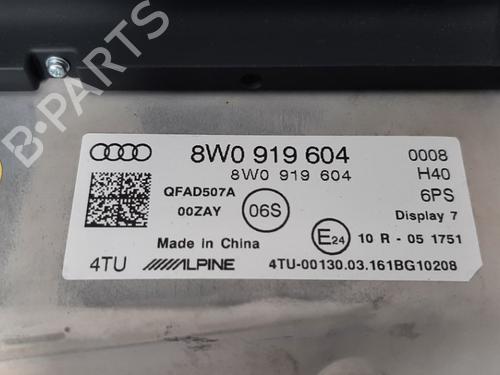 B-PARTS
8W0 919 604 0008
8W0 919 604 H40
QFAD507A 6PS
00ZAY 06S Display 7
Made in China E24 10 R - 05 1751
4TU ALPINE 4TU-00130.03.161BG10208